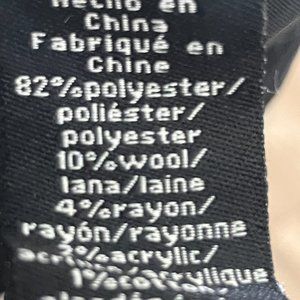 Hecho en
China
Fabriqué en
Chine
82%polyester/
poliéster/
polyester
10%wool/
lana/laine
4%rayon/
rayón/rayonne
3%acrylic/